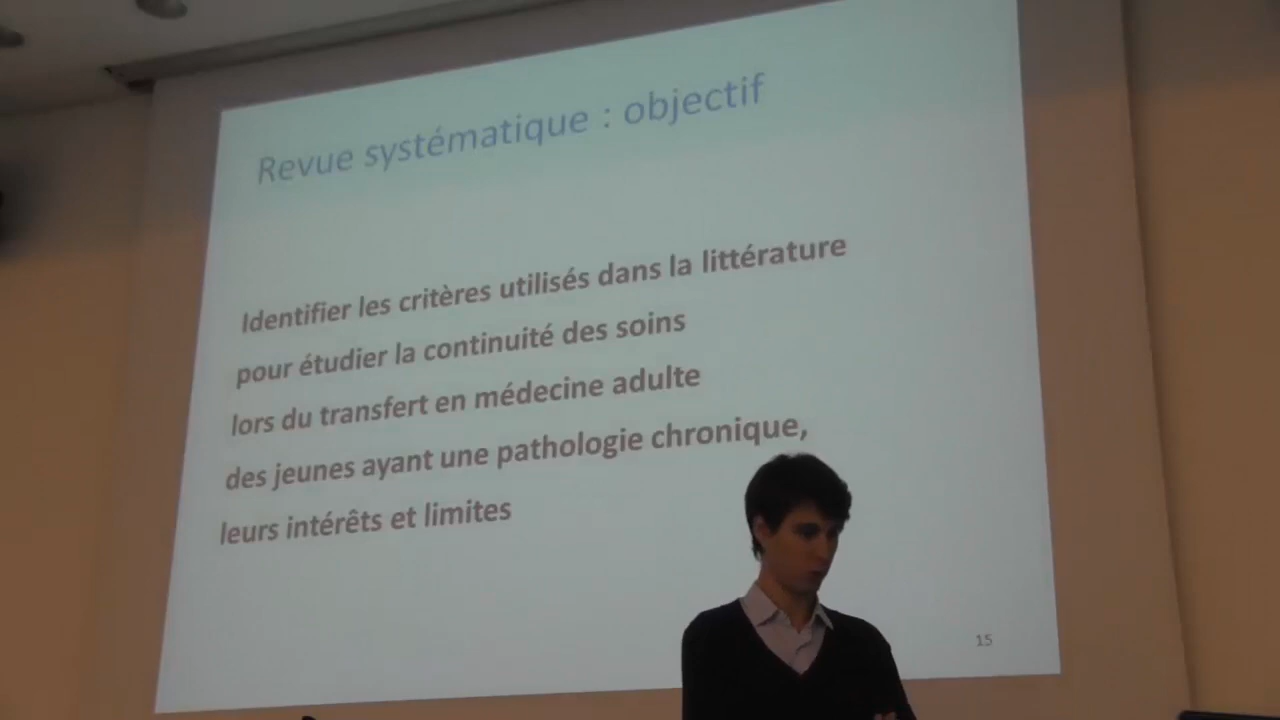 Revue systématique : objectif
Identifier les critères utilisés dans la littérature
pour étudier la continuité des soins
lors du transfert en médecine adulte
des jeunes ayant une pathologie chronique,
leurs intérêts et limites
15